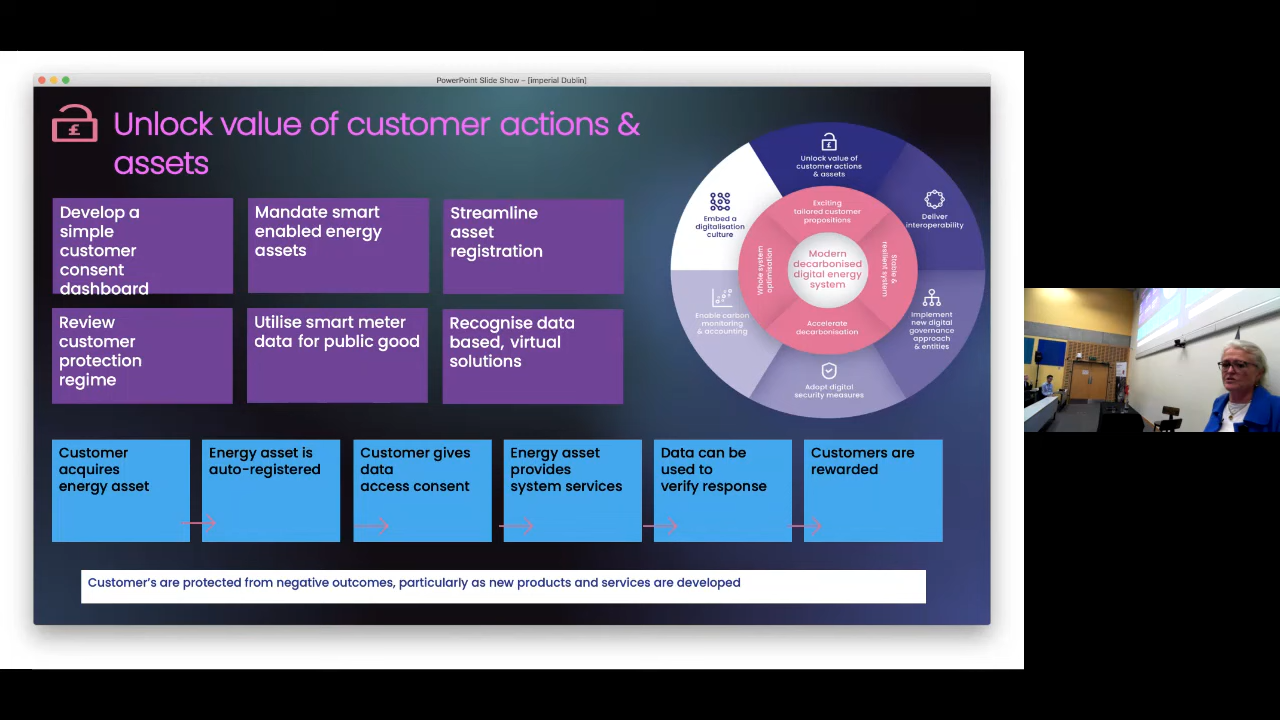 PowerPoint Slide Show – [imperial Dublin]
£
Unlock value of customer actions &
assets
Develop a
simple
customer
consent
dashboard
Mandate smart
enabled energy
assets
Streamline
asset
registration
Review
customer
protection
regime
Utilise smart meter
data for public good
Recognise data
based, virtual
solutions
£
Unlock value of
customer actions
& assets
Deliver
interoperability
Implement
new digital
governance
approach
& entities
Adopt digital
security measures
Enable carbon
monitoring
& accounting
Embed a
digitalisation
culture
Exciting
tailored customer
propositions
Stable &
resilient system
Accelerate
decarbonisation
Whole system
optimisation
Modern
decarbonised
digital energy
system
Customer
acquires
energy asset
Energy asset is
auto-registered
Customer gives
data
access consent
Energy asset
provides
system services
Data can be
used to
verify response
Customers are
rewarded
Customer's are protected from negative outcomes, particularly as new products and services are developed